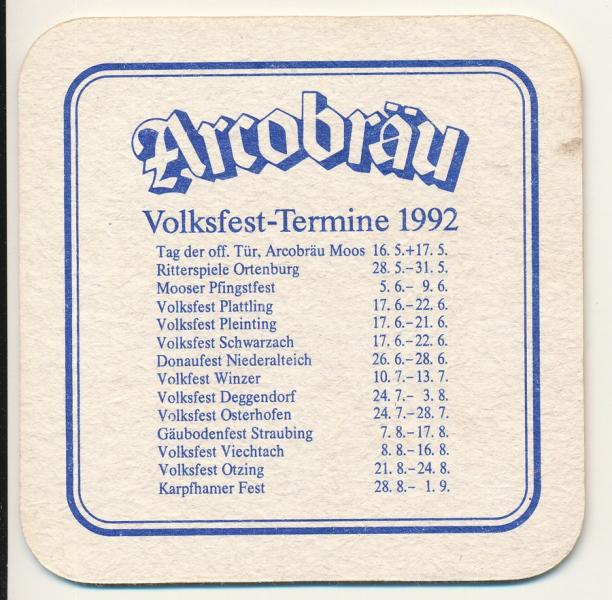 Arcobräu
Volksfest-Termine 1992
Tag der off. Tür, Arcobräu Moos 16. 5.+17. 5.
Ritterspiele Ortenburg 28. 5.–31. 5.
Mooser Pfingstfest 5. 6.– 9. 6.
Volksfest Plattling 17. 6.–22. 6.
Volksfest Pleinting 17. 6.–21. 6.
Volksfest Schwarzach 17. 6.–22. 6.
Donaufest Niederalteich 26. 6.–28. 6.
Volkfest Winzer 10. 7.–13. 7.
Volksfest Deggendorf 24. 7.– 3. 8.
Volksfest Osterhofen 24. 7.–28. 7.
Gäubodenfest Straubing 7. 8.–17. 8.
Volksfest Viechtach 8. 8.–16. 8.
Volksfest Otzing 21. 8.–24. 8.
Karpfhamer Fest 28. 8.– 1. 9.